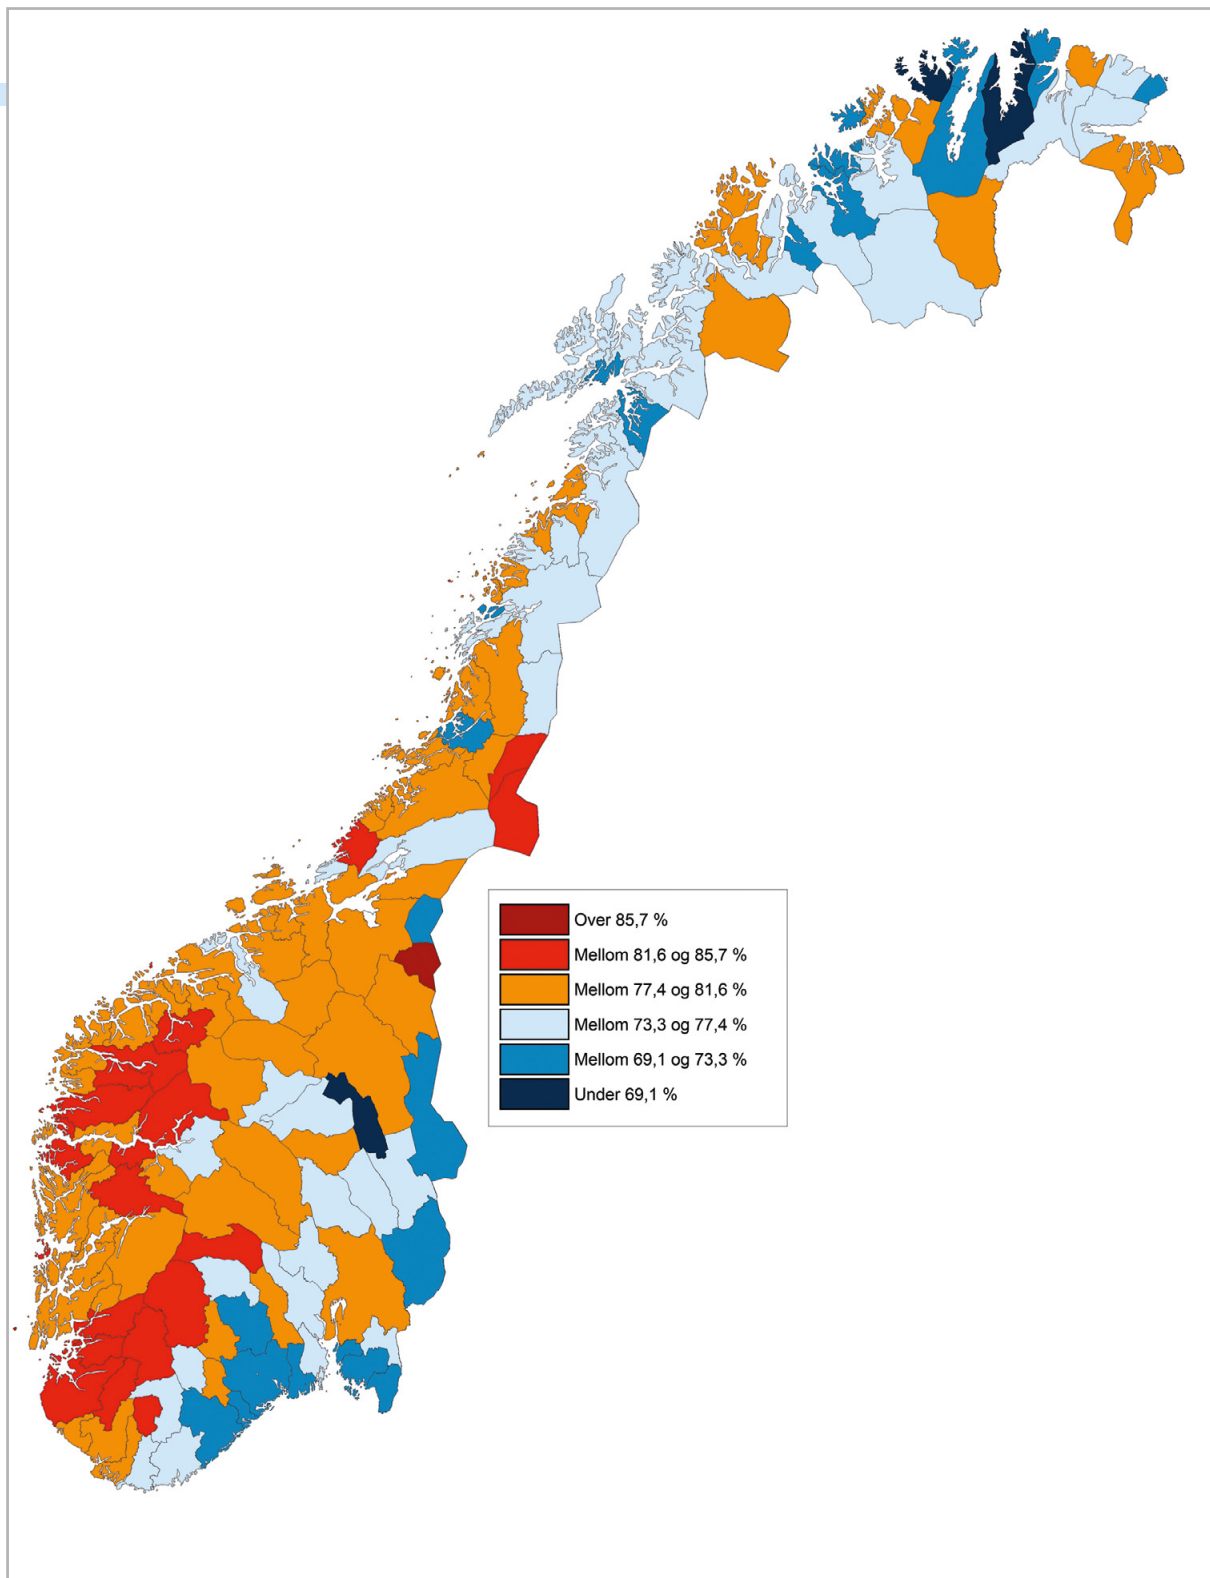 Over 85,7 %
Mellom 81,6 og 85,7 %
Mellom 77,4 og 81,6 %
Mellom 73,3 og 77,4 %
Mellom 69,1 og 73,3 %
Under 69,1 %